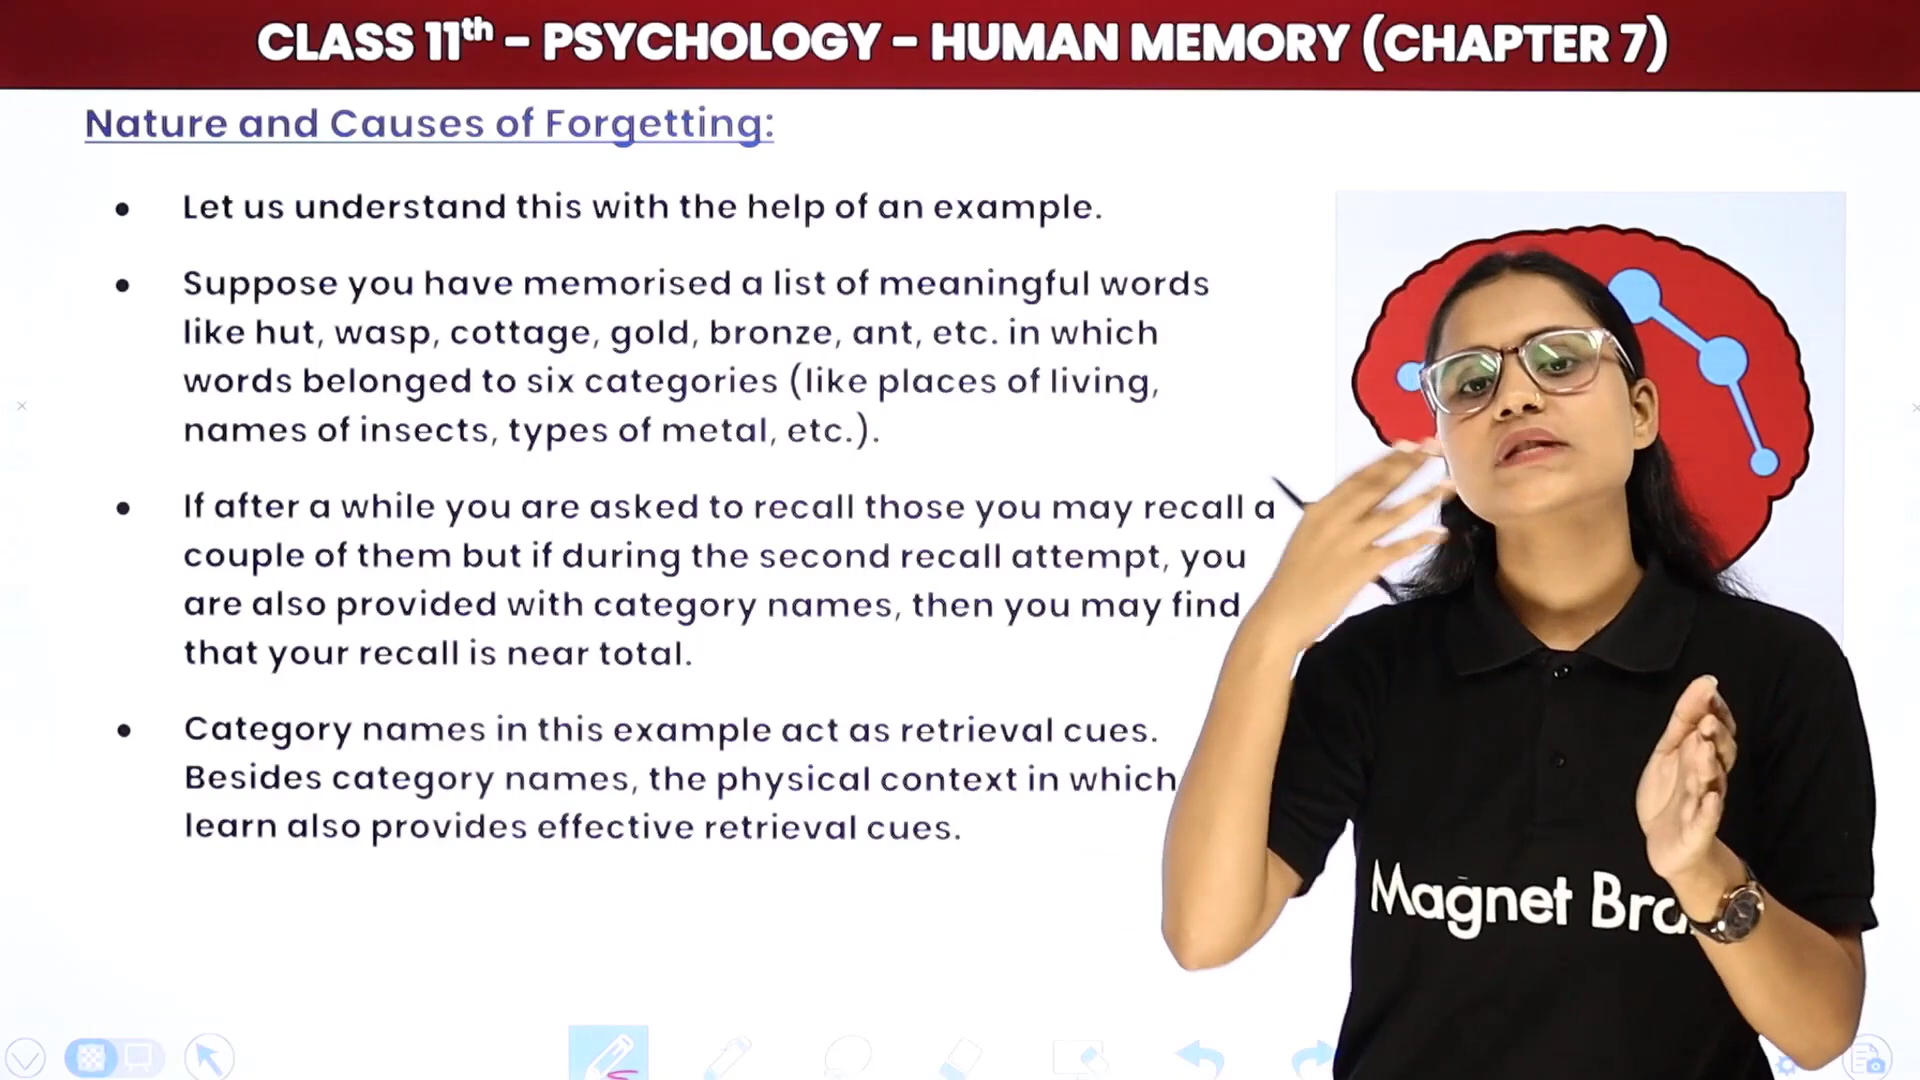 CLASS 11th - PSYCHOLOGY - HUMAN MEMORY (CHAPTER 7)
Nature and Causes of Forgetting:
• Let us understand this with the help of an example.
• Suppose you have memorised a list of meaningful words
like hut, wasp, cottage, gold, bronze, ant, etc. in which
words belonged to six categories (like places of living,
names of insects, types of metal, etc.).
• If after a while you are asked to recall those you may recall a
couple of them but if during the second recall attempt, you
are also provided with category names, then you may find
that your recall is near total.
• Category names in this example act as retrieval cues.
Besides category names, the physical context in which
learn also provides effective retrieval cues.
Magnet Bra